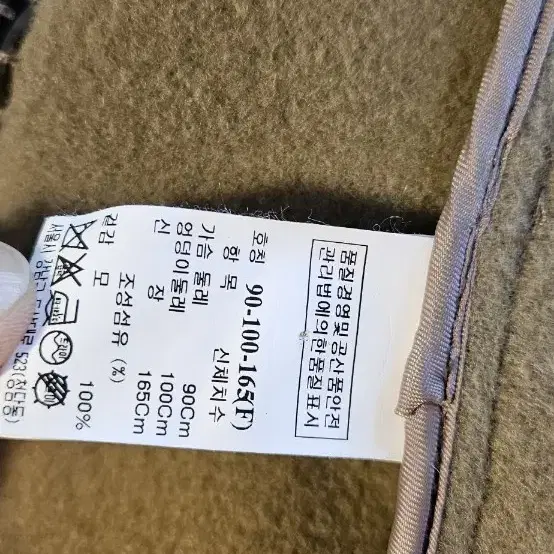 품질경영및공산품안전
관리법에의한품질표시
호칭 90-100-165(F)
항 목 신체치수
가슴 둘레 90Cm
엉덩이둘레 100Cm
신 장 165Cm
조성섬유 (%)
겉감 모 100%
523(청담동)